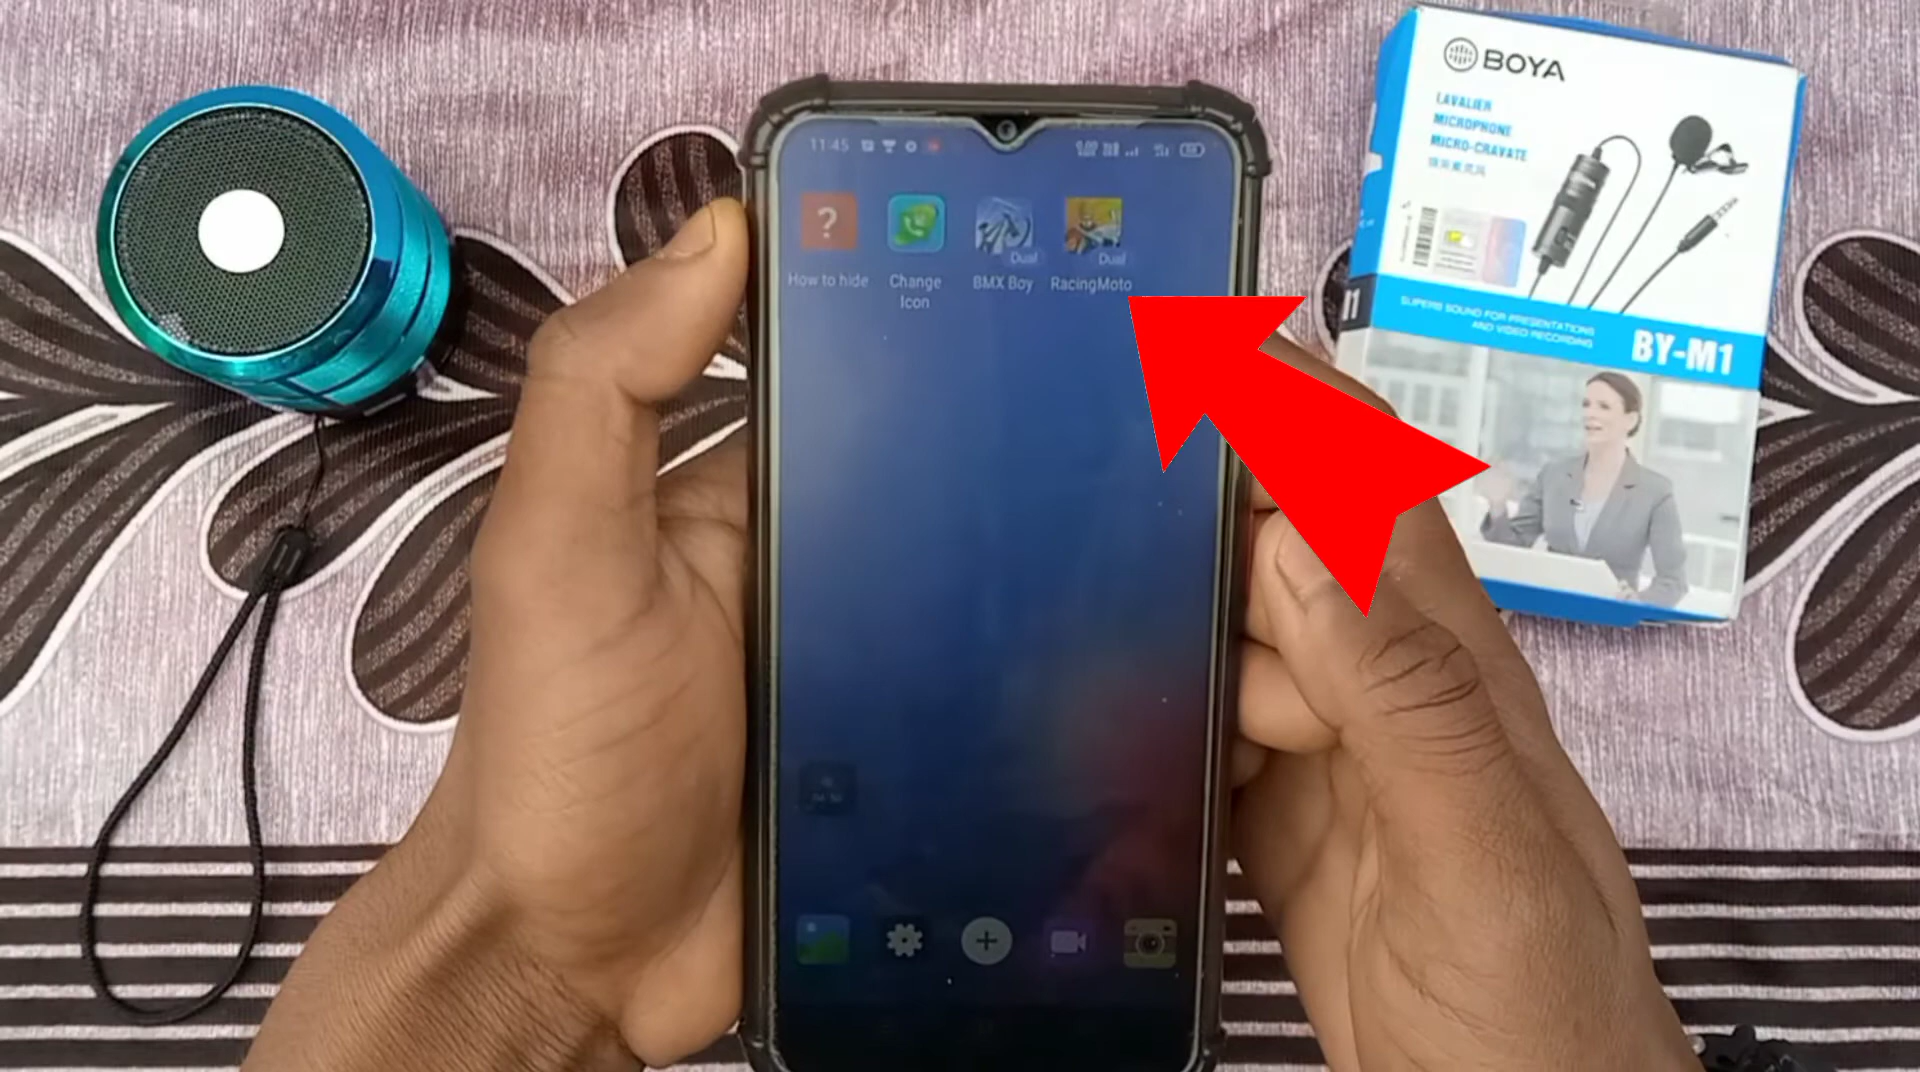 11:45
?
How to hide
Change
Icon
Dual
BMX Boy
Dual
RacingMoto
BOYA
LAVALIER
MICROPHONE
MICRO-CRAVATE
SUPERB SOUND FOR PRESENTATIONS
AND VIDEO RECORDING
BY-M1